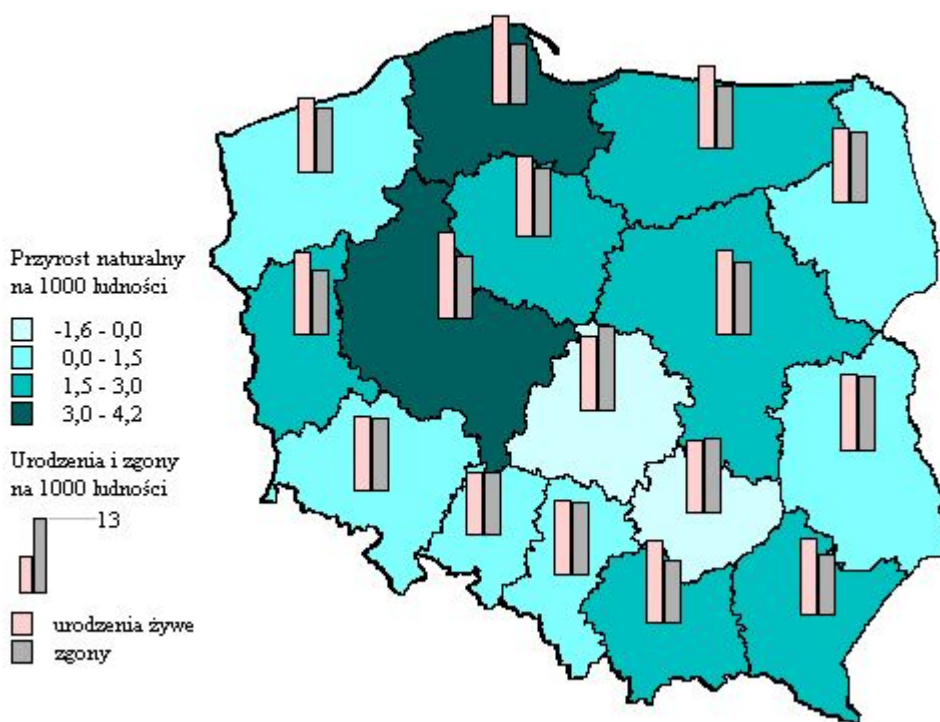 Przyrost naturalny
na 1000 ludności
-1,6 - 0,0
0,0 - 1,5
1,5 - 3,0
3,0 - 4,2
Urodzenia i zgony
na 1000 ludności
13
urodzenia żywe
zgony